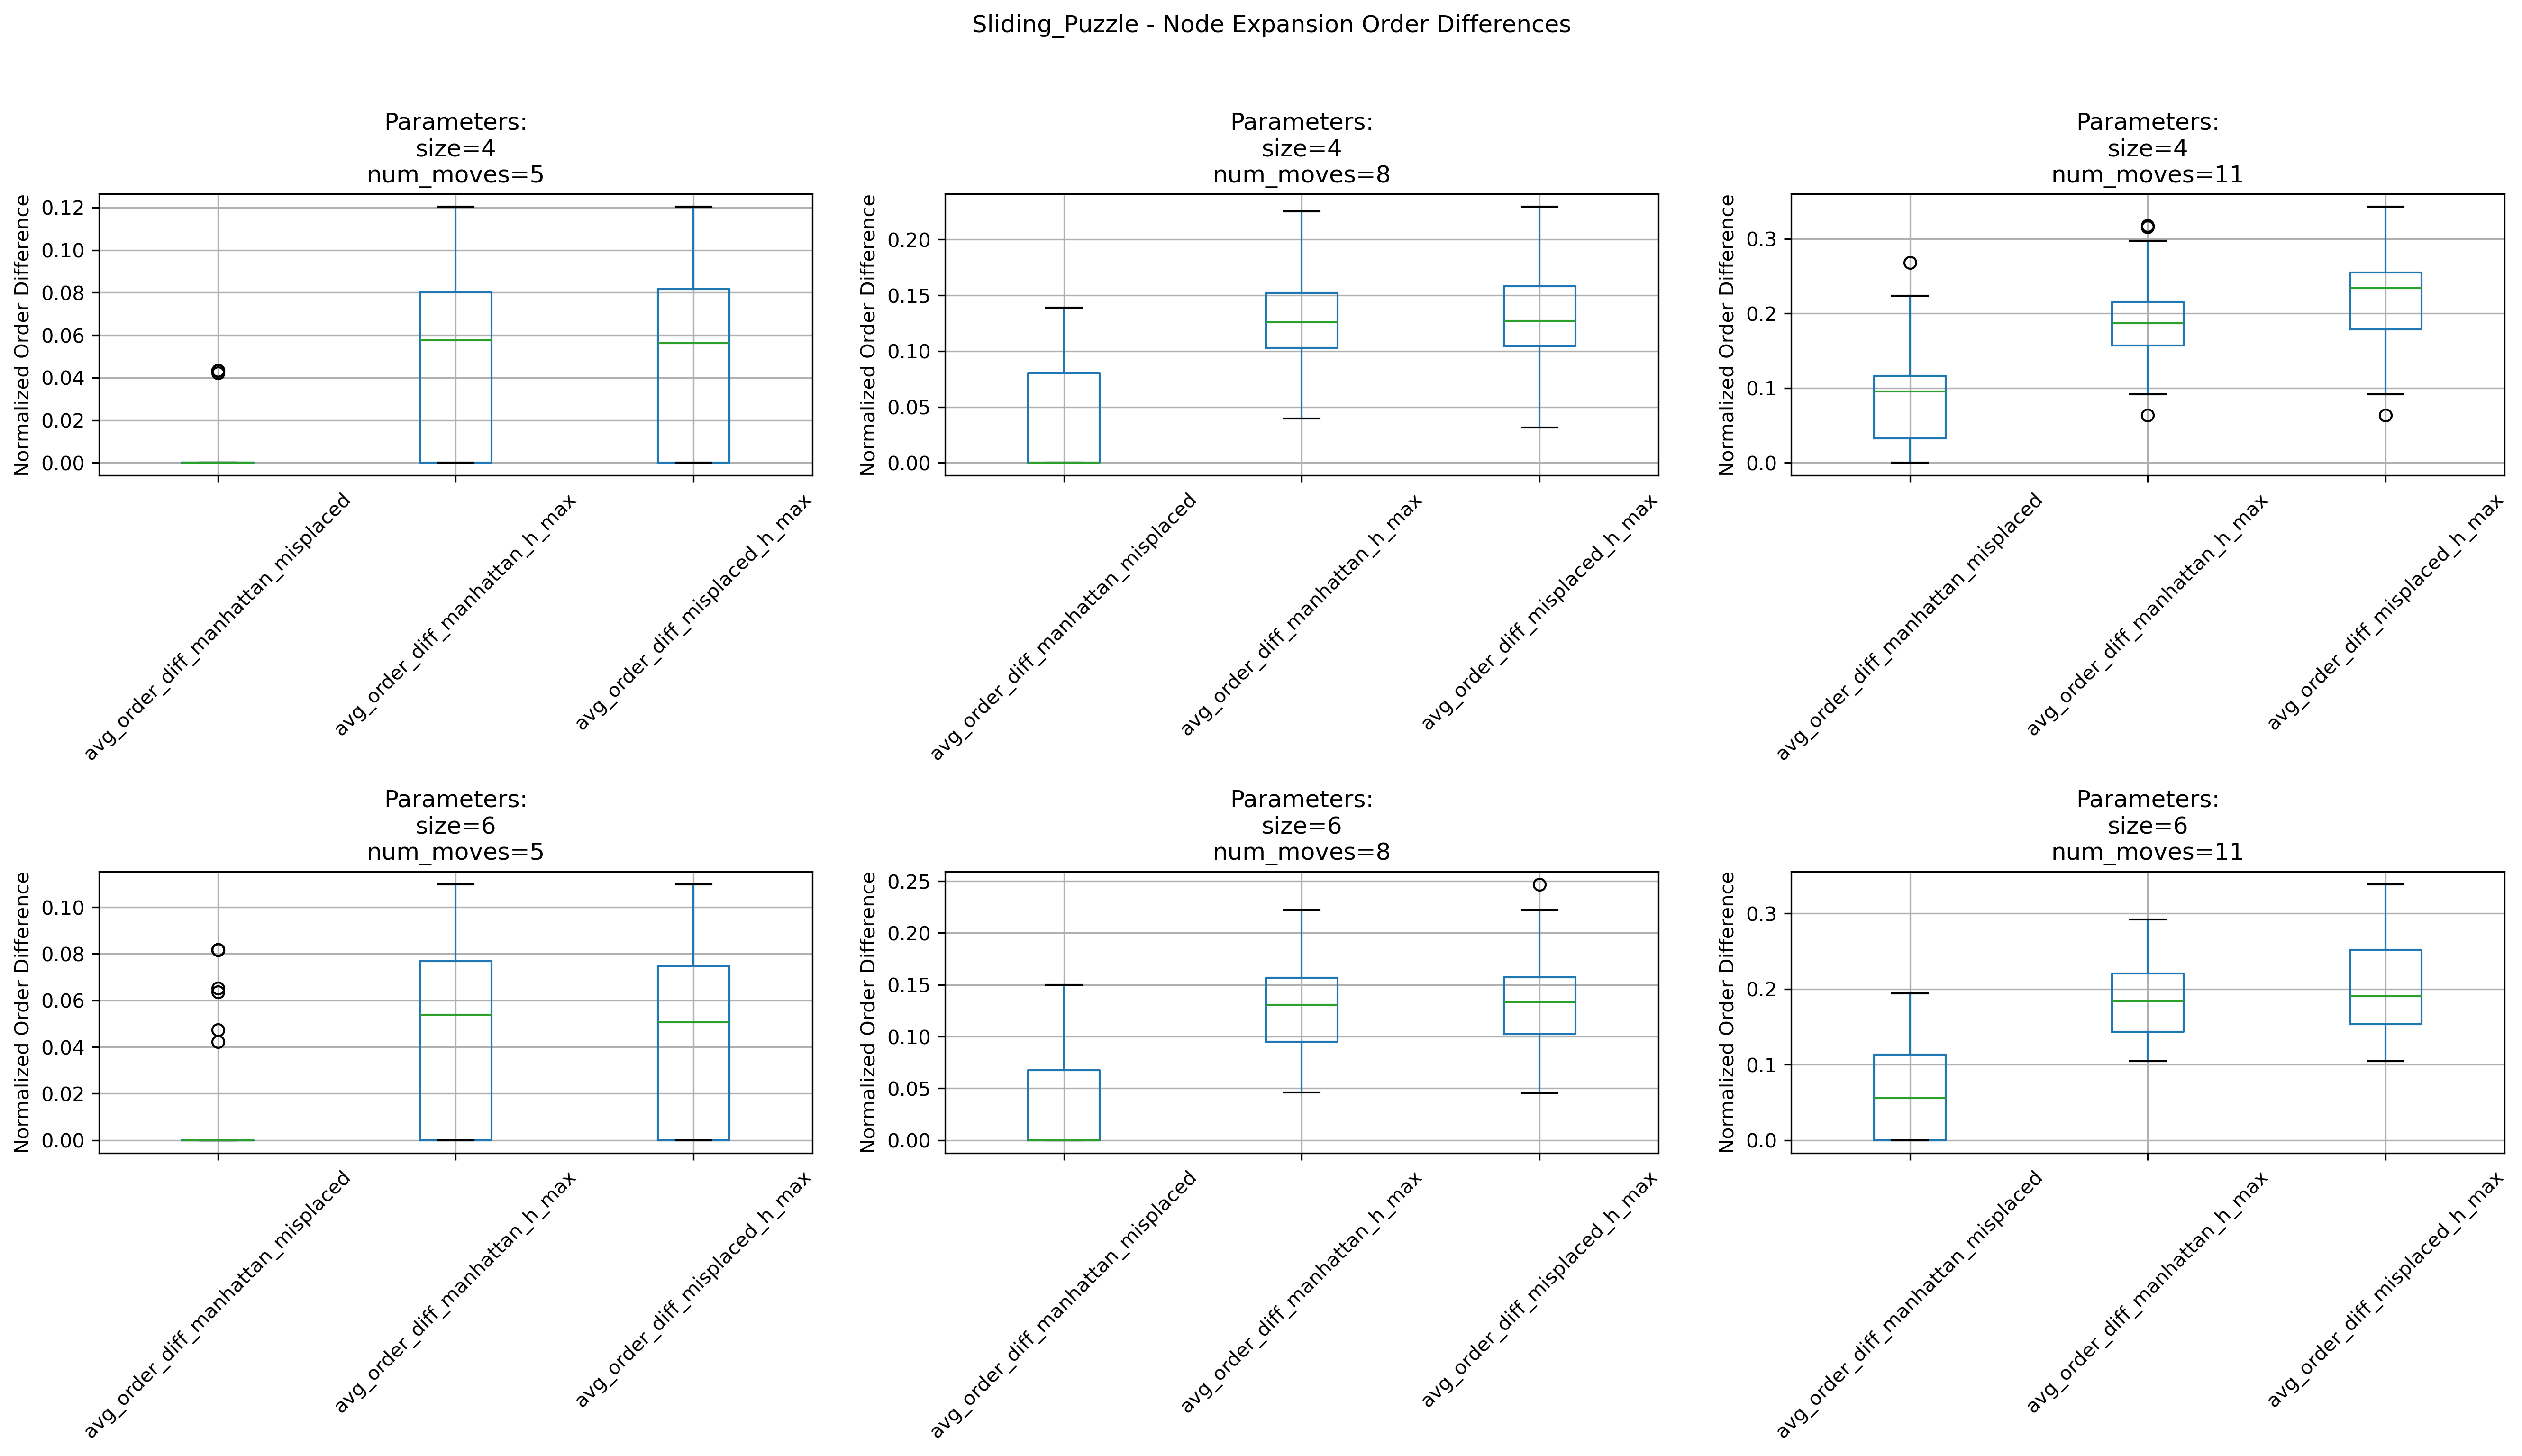 Sliding_Puzzle - Node Expansion Order Differences
Parameters:
size=4
num_moves=5
Normalized Order Difference
0.12
0.10
0.08
0.06
0.04
0.02
0.00
avg_order_diff_manhattan_misplaced
avg_order_diff_manhattan_h_max
avg_order_diff_misplaced_h_max
Parameters:
size=4
num_moves=8
Normalized Order Difference
0.20
0.15
0.10
0.05
0.00
avg_order_diff_manhattan_misplaced
avg_order_diff_manhattan_h_max
avg_order_diff_misplaced_h_max
Parameters:
size=4
num_moves=11
Normalized Order Difference
0.3
0.2
0.1
0.0
avg_order_diff_manhattan_misplaced
avg_order_diff_manhattan_h_max
avg_order_diff_misplaced_h_max
Parameters:
size=6
num_moves=5
Normalized Order Difference
0.10
0.08
0.06
0.04
0.02
0.00
avg_order_diff_manhattan_misplaced
avg_order_diff_manhattan_h_max
avg_order_diff_misplaced_h_max
Parameters:
size=6
num_moves=8
Normalized Order Difference
0.25
0.20
0.15
0.10
0.05
0.00
avg_order_diff_manhattan_misplaced
avg_order_diff_manhattan_h_max
avg_order_diff_misplaced_h_max
Parameters:
size=6
num_moves=11
Normalized Order Difference
0.3
0.2
0.1
0.0
avg_order_diff_manhattan_misplaced
avg_order_diff_manhattan_h_max
avg_order_diff_misplaced_h_max